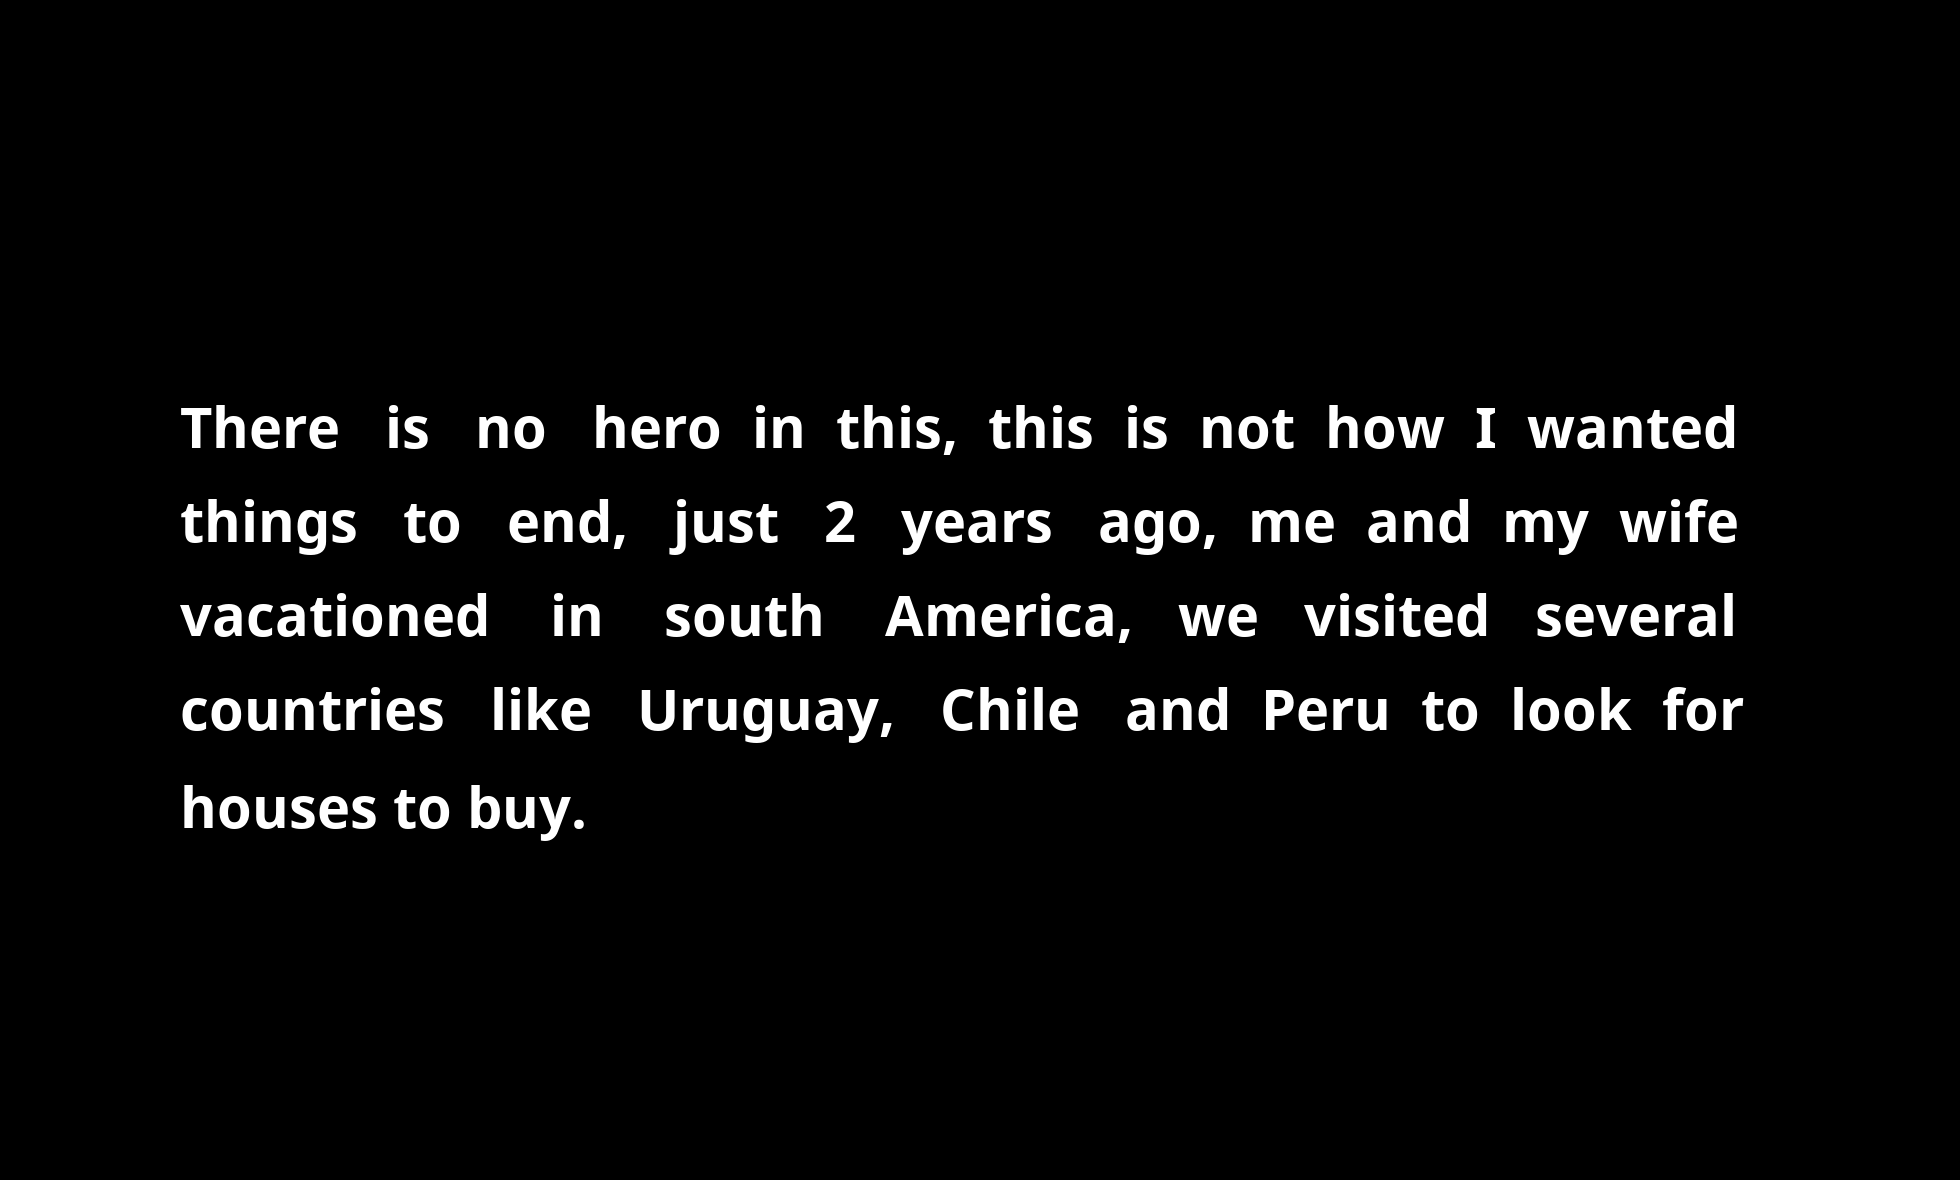 There is no hero in this, this is not how I wanted
things to end, just 2 years ago, me and my wife
vacationed in south America, we visited several
countries like Uruguay, Chile and Peru to look for
houses to buy.